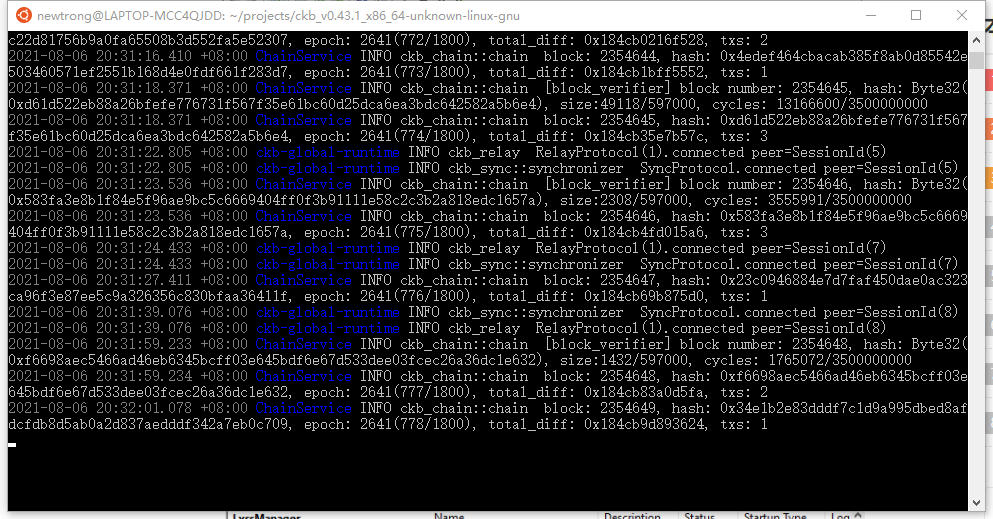 newtrong@LAPTOP-MCC4QJDD: ~/projects/ckb_v0.43.1_x86_64-unknown-linux-gnu
c22d81756b9a0fa65508b3d552fa5e52307, epoch: 2641(772/1800), total_diff: 0x184cb0216f528, txs: 2
2021-08-06 20:31:16.410 +08:00 ChainService INFO ckb_chain::chain  block: 2354644, hash: 0x4edef464cbacab385f8ab0d85542e
503460571ef2551b168d4e0fdf661f283d7, epoch: 2641(773/1800), total_diff: 0x184cb1bff5552, txs: 1
2021-08-06 20:31:18.371 +08:00 ChainService INFO ckb_chain::chain  [block_verifier] block number: 2354645, hash: Byte32(
0xd61d522eb88a26bfefe776731f567f35e61bc60d25dca6ea3bdc642582a5b6e4), size:49118/597000, cycles: 13166600/3500000000
2021-08-06 20:31:18.371 +08:00 ChainService INFO ckb_chain::chain  block: 2354645, hash: 0xd61d522eb88a26bfefe776731f567
f35e61bc60d25dca6ea3bdc642582a5b6e4, epoch: 2641(774/1800), total_diff: 0x184cb35e7b57c, txs: 3
2021-08-06 20:31:22.805 +08:00 ckb-global-runtime INFO ckb_relay  RelayProtocol(1).connected peer=SessionId(5)
2021-08-06 20:31:22.805 +08:00 ckb-global-runtime INFO ckb_sync::synchronizer  SyncProtocol.connected peer=SessionId(5)
2021-08-06 20:31:23.536 +08:00 ChainService INFO ckb_chain::chain  [block_verifier] block number: 2354646, hash: Byte32(
0x583fa3e8b1f84e5f96ae9bc5c6669404ff0f3b91111e58c2c3b2a818edc1657a), size:2308/597000, cycles: 3555991/3500000000
2021-08-06 20:31:23.536 +08:00 ChainService INFO ckb_chain::chain  block: 2354646, hash: 0x583fa3e8b1f84e5f96ae9bc5c6669
404ff0f3b91111e58c2c3b2a818edc1657a, epoch: 2641(775/1800), total_diff: 0x184cb4fd015a6, txs: 3
2021-08-06 20:31:24.433 +08:00 ckb-global-runtime INFO ckb_relay  RelayProtocol(1).connected peer=SessionId(7)
2021-08-06 20:31:24.433 +08:00 ckb-global-runtime INFO ckb_sync::synchronizer  SyncProtocol.connected peer=SessionId(7)
2021-08-06 20:31:27.411 +08:00 ChainService INFO ckb_chain::chain  block: 2354647, hash: 0x23c0946884e7d7faf450dae0ac323
ca96f3e87ee5c9a326356c830bfaa36411f, epoch: 2641(776/1800), total_diff: 0x184cb69b875d0, txs: 1
2021-08-06 20:31:39.076 +08:00 ckb-global-runtime INFO ckb_sync::synchronizer  SyncProtocol.connected peer=SessionId(8)
2021-08-06 20:31:39.076 +08:00 ckb-global-runtime INFO ckb_relay  RelayProtocol(1).connected peer=SessionId(8)
2021-08-06 20:31:59.233 +08:00 ChainService INFO ckb_chain::chain  [block_verifier] block number: 2354648, hash: Byte32(
0xf6698aec5466ad46eb6345bcff03e645bdf6e67d533dee03fcec26a36dc1e632), size:1432/597000, cycles: 1765072/3500000000
2021-08-06 20:31:59.234 +08:00 ChainService INFO ckb_chain::chain  block: 2354648, hash: 0xf6698aec5466ad46eb6345bcff03e
645bdf6e67d533dee03fcec26a36dc1e632, epoch: 2641(777/1800), total_diff: 0x184cb83a0d5fa, txs: 2
2021-08-06 20:32:01.078 +08:00 ChainService INFO ckb_chain::chain  block: 2354649, hash: 0x34e1b2e83dddf7c1d9a995dbed8af
dcfdb8d5ab0a2d837aedddf342a7eb0c709, epoch: 2641(778/1800), total_diff: 0x184cb9d893624, txs: 1
LxssManager Name Description Status Startup Type Log